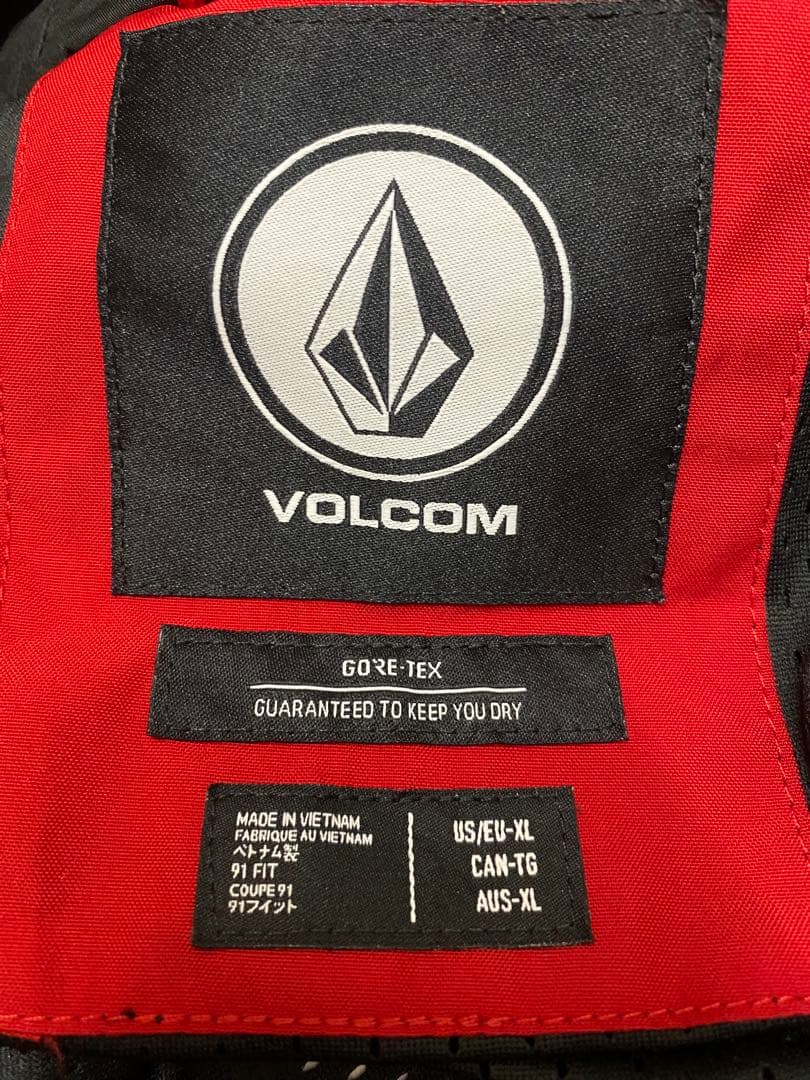 VOLCOM
GORE-TEX
GUARANTEED TO KEEP YOU DRY
MADE IN VIETNAM
FABRIQUE AU VIETNAM
ベトナム製
91 FIT
COUPE 91
91フィット
US/EU-XL
CAN-TG
AUS-XL